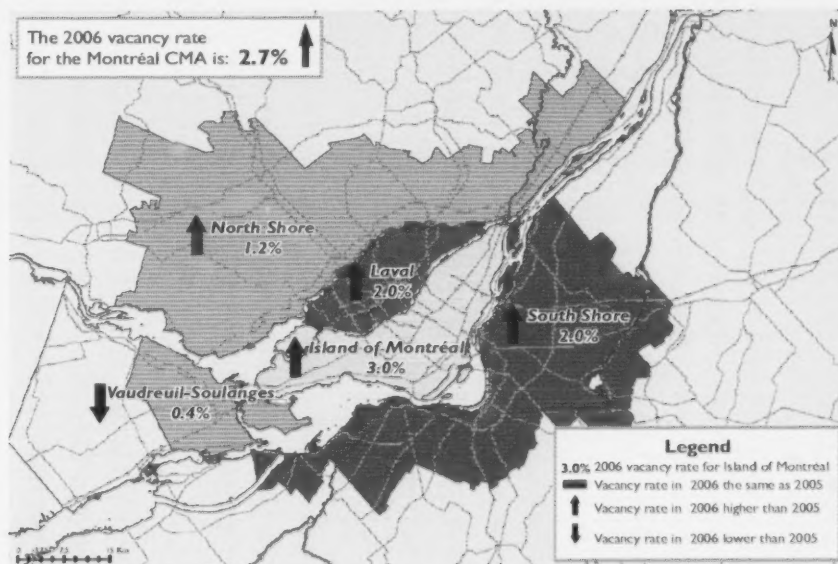 The 2006 vacancy rate
for the Montréal CMA is: 2.7%
N
North Shore
1.2%
Laval
2.0%
South Shore
2.0%
Island of Montréal
3.0%
Vaudreuil-Soulanges
0.4%
Legend
3.0% 2006 vacancy rate for Island of Montréal
Vacancy rate in 2006 the same as 2005
Vacancy rate in 2006 higher than 2005
Vacancy rate in 2006 lower than 2005